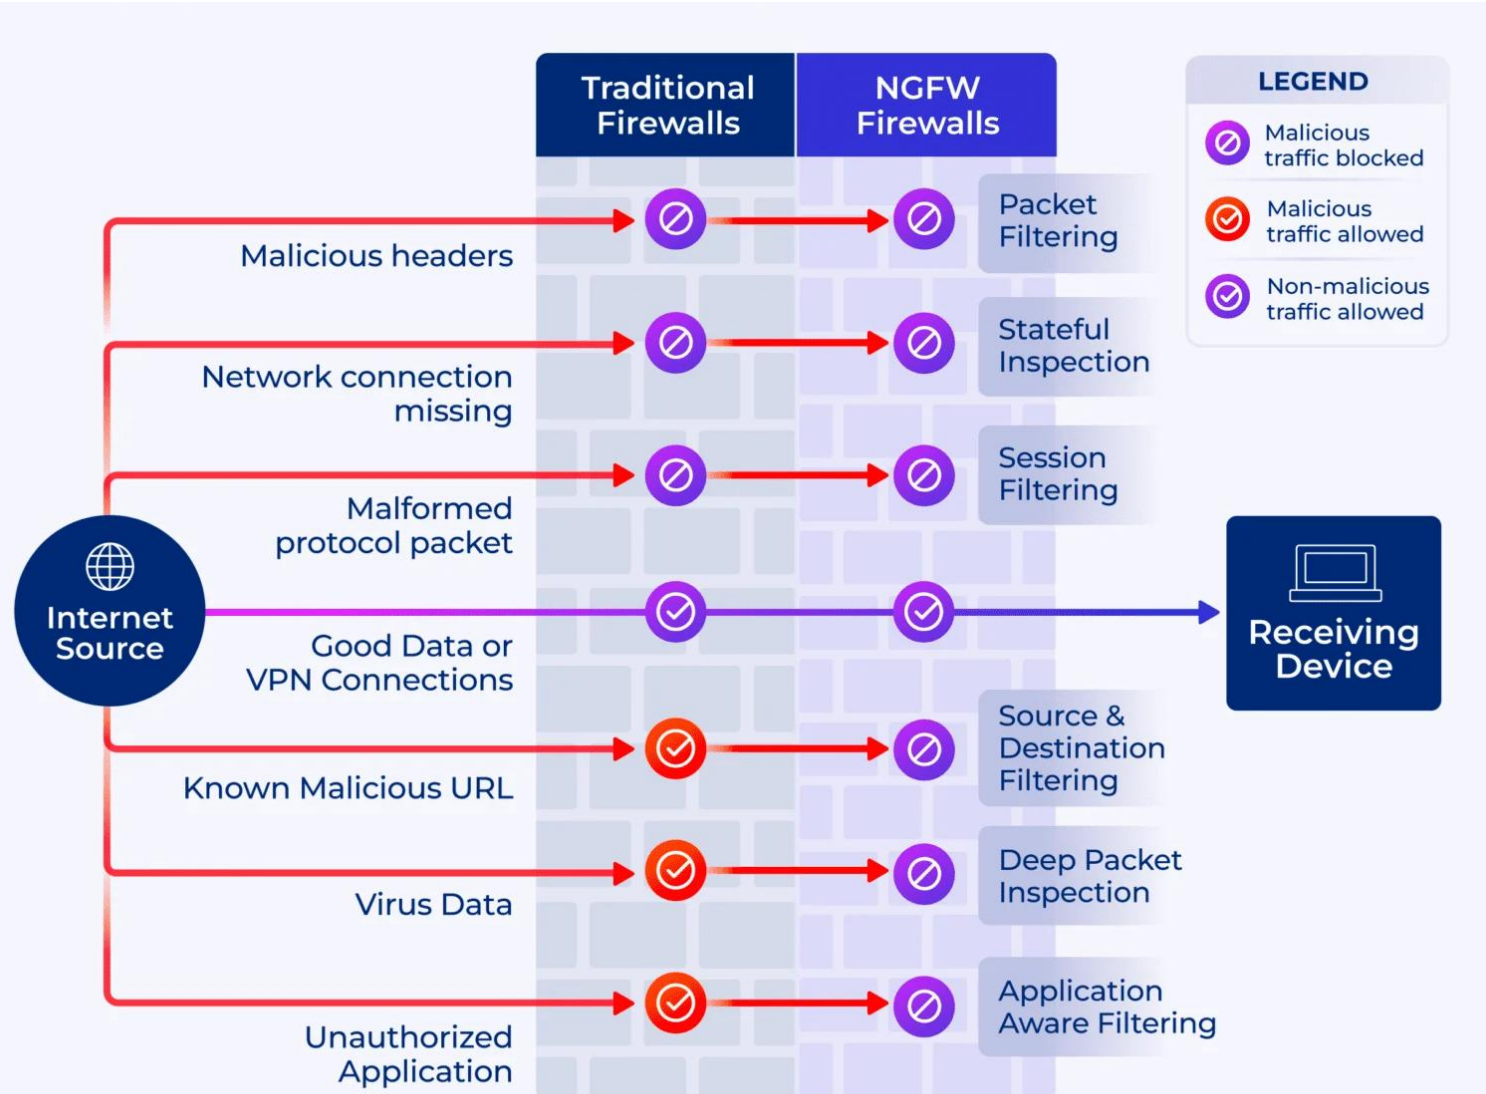 Traditional
Firewalls
NGFW
Firewalls
LEGEND
Malicious
traffic blocked
Malicious
traffic allowed
Non-malicious
traffic allowed
Malicious headers
Packet
Filtering
Network connection
missing
Stateful
Inspection
Malformed
protocol packet
Session
Filtering
Internet
Source
Good Data or
VPN Connections
Receiving
Device
Known Malicious URL
Source &
Destination
Filtering
Virus Data
Deep Packet
Inspection
Unauthorized
Application
Application
Aware Filtering